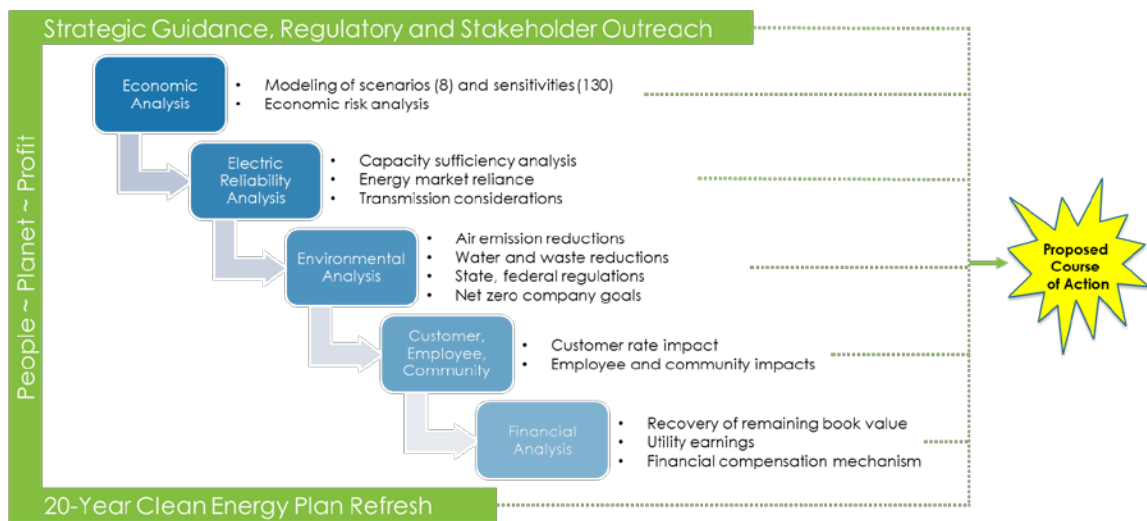 Strategic Guidance, Regulatory and Stakeholder Outreach
People ~ Planet ~ Profit
Economic
Analysis
• Modeling of scenarios (8) and sensitivities (130)
• Economic risk analysis
Electric
Reliability
Analysis
• Capacity sufficiency analysis
• Energy market reliance
• Transmission considerations
Environmental
Analysis
• Air emission reductions
• Water and waste reductions
• State, federal regulations
• Net zero company goals
Customer,
Employee,
Community
• Customer rate impact
• Employee and community impacts
Financial
Analysis
• Recovery of remaining book value
• Utility earnings
• Financial compensation mechanism
Proposed
Course
of Action
20-Year Clean Energy Plan Refresh